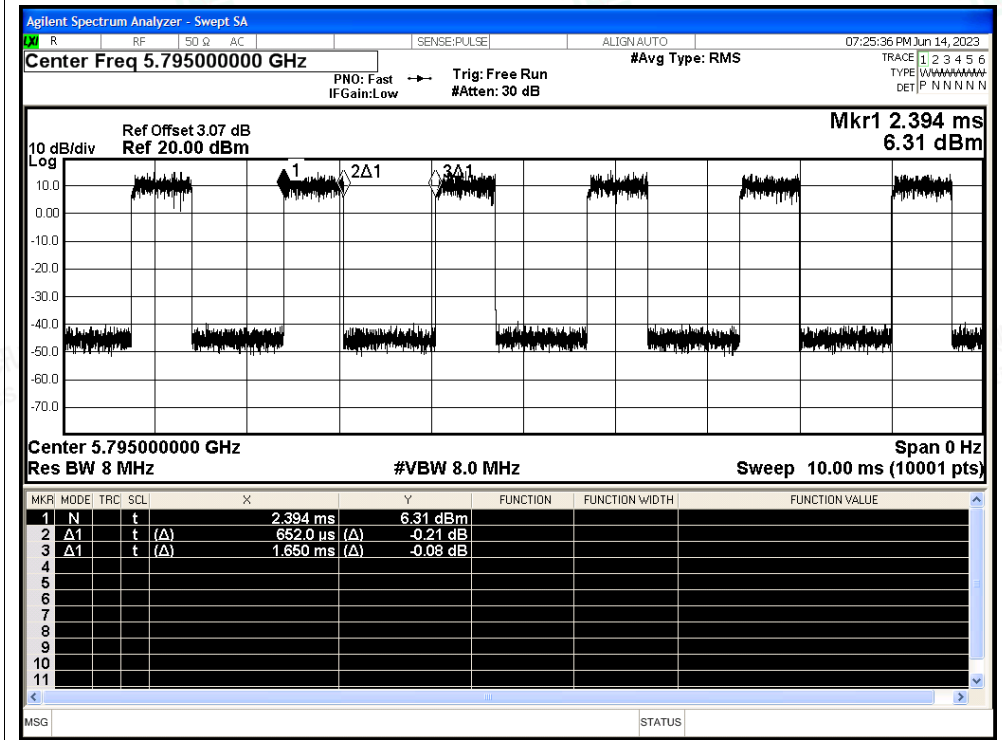 Agilent Spectrum Analyzer - Swept SA
LXI R RF 50 Ω AC SENSE:PULSE ALIGN AUTO 07:25:36 PM Jun 14, 2023
Center Freq 5.795000000 GHz #Avg Type: RMS TRACE 1 2 3 4 5 6
PNO: Fast Trig: Free Run TYPE
IFGain:Low #Atten: 30 dB DET P N N N N N
Mkr1 2.394 ms
Ref Offset 3.07 dB
10 dB/div Ref 20.00 dBm 6.31 dBm
Log
1 2Δ1 3Δ1
10.0
0.00
-10.0
-20.0
-30.0
-40.0
-50.0
-60.0
-70.0
Center 5.795000000 GHz Span 0 Hz
Res BW 8 MHz #VBW 8.0 MHz Sweep 10.00 ms (10001 pts)
MKR MODE TRC SCL X Y FUNCTION FUNCTION WIDTH FUNCTION VALUE
1 N t 2.394 ms 6.31 dBm
2 Δ1 t (Δ) 652.0 µs (Δ) -0.21 dB
3 Δ1 t (Δ) 1.650 ms (Δ) -0.08 dB
4
5
6
7
8
9
10
11
MSG STATUS